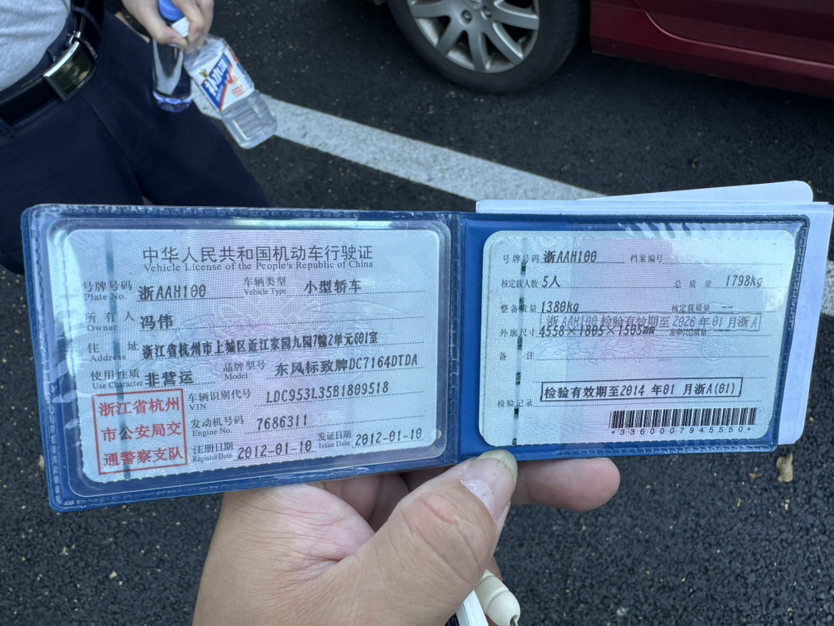 中华人民共和国机动车行驶证
Vehicle License of the People's Republic of China
号牌号码 浙AAH100 车辆类型 小型轿车
Plate No. Vehicle Type
所有人 冯伟
Owner
住址 浙江省杭州市上城区近江家园九园7幢2单元601室
Address
使用性质 非营运 品牌型号 东风标致牌DC7164DTDA
Use Character Model
浙江省杭州市公安局交通警察支队
车辆识别代号 LDC953L35B1809518
VIN
发动机号码 7686311
Engine No.
注册日期 2012-01-10 发证日期 2012-01-10
Register Date Issue Date
号牌号码 浙AAH100 档案编号
核定载人数 5人 总质量 1798kg
整备质量 1380kg 核定载质量 --
浙AAH100 检验有效期至2026年01月浙A
外廓尺寸 4558×1805×1505
备注
检验有效期至2014年01月浙A(01)
检验记录
*3360007945550*